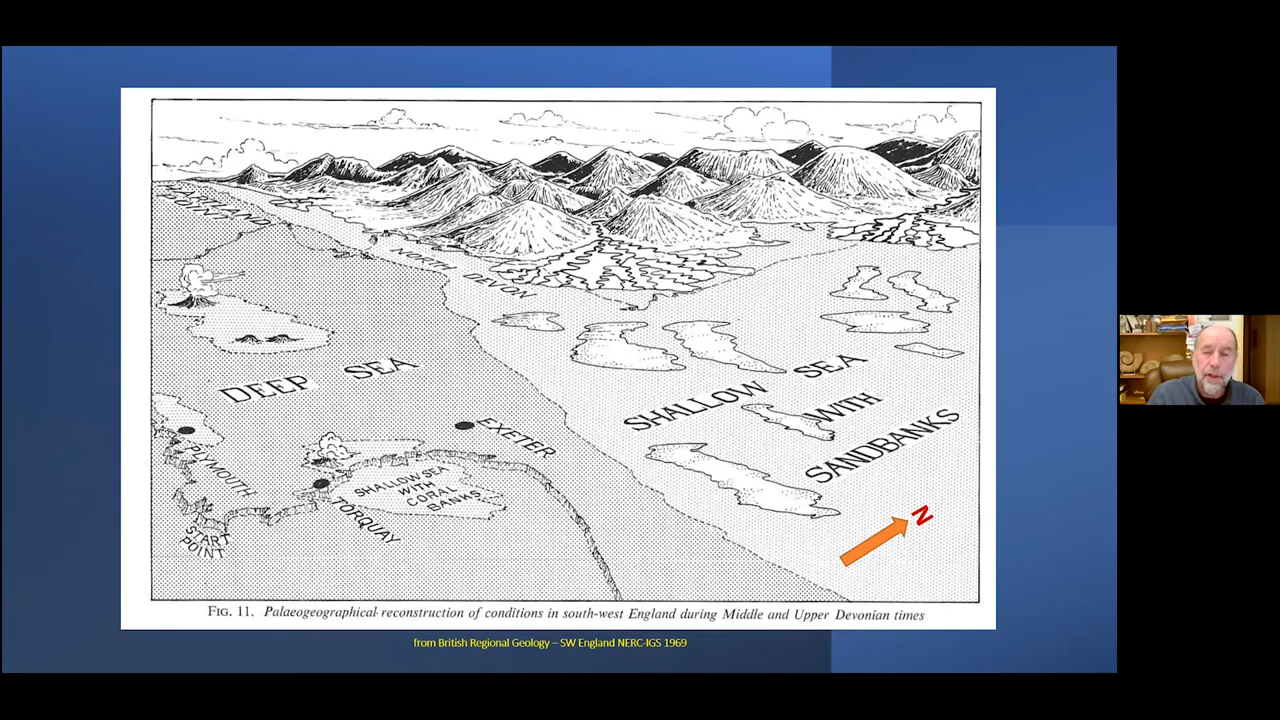 HARTLAND
POINT
NORTH DEVON
DEEP SEA
SHALLOW SEA
WITH
SANDBANKS
EXETER
PLYMOUTH
SHALLOW SEA
WITH
CORAL
BANKS
TORQUAY
START
POINT
N
FIG. 11. Palaeogeographical reconstruction of conditions in south-west England during Middle and Upper Devonian times
from British Regional Geology – SW England NERC-IGS 1969